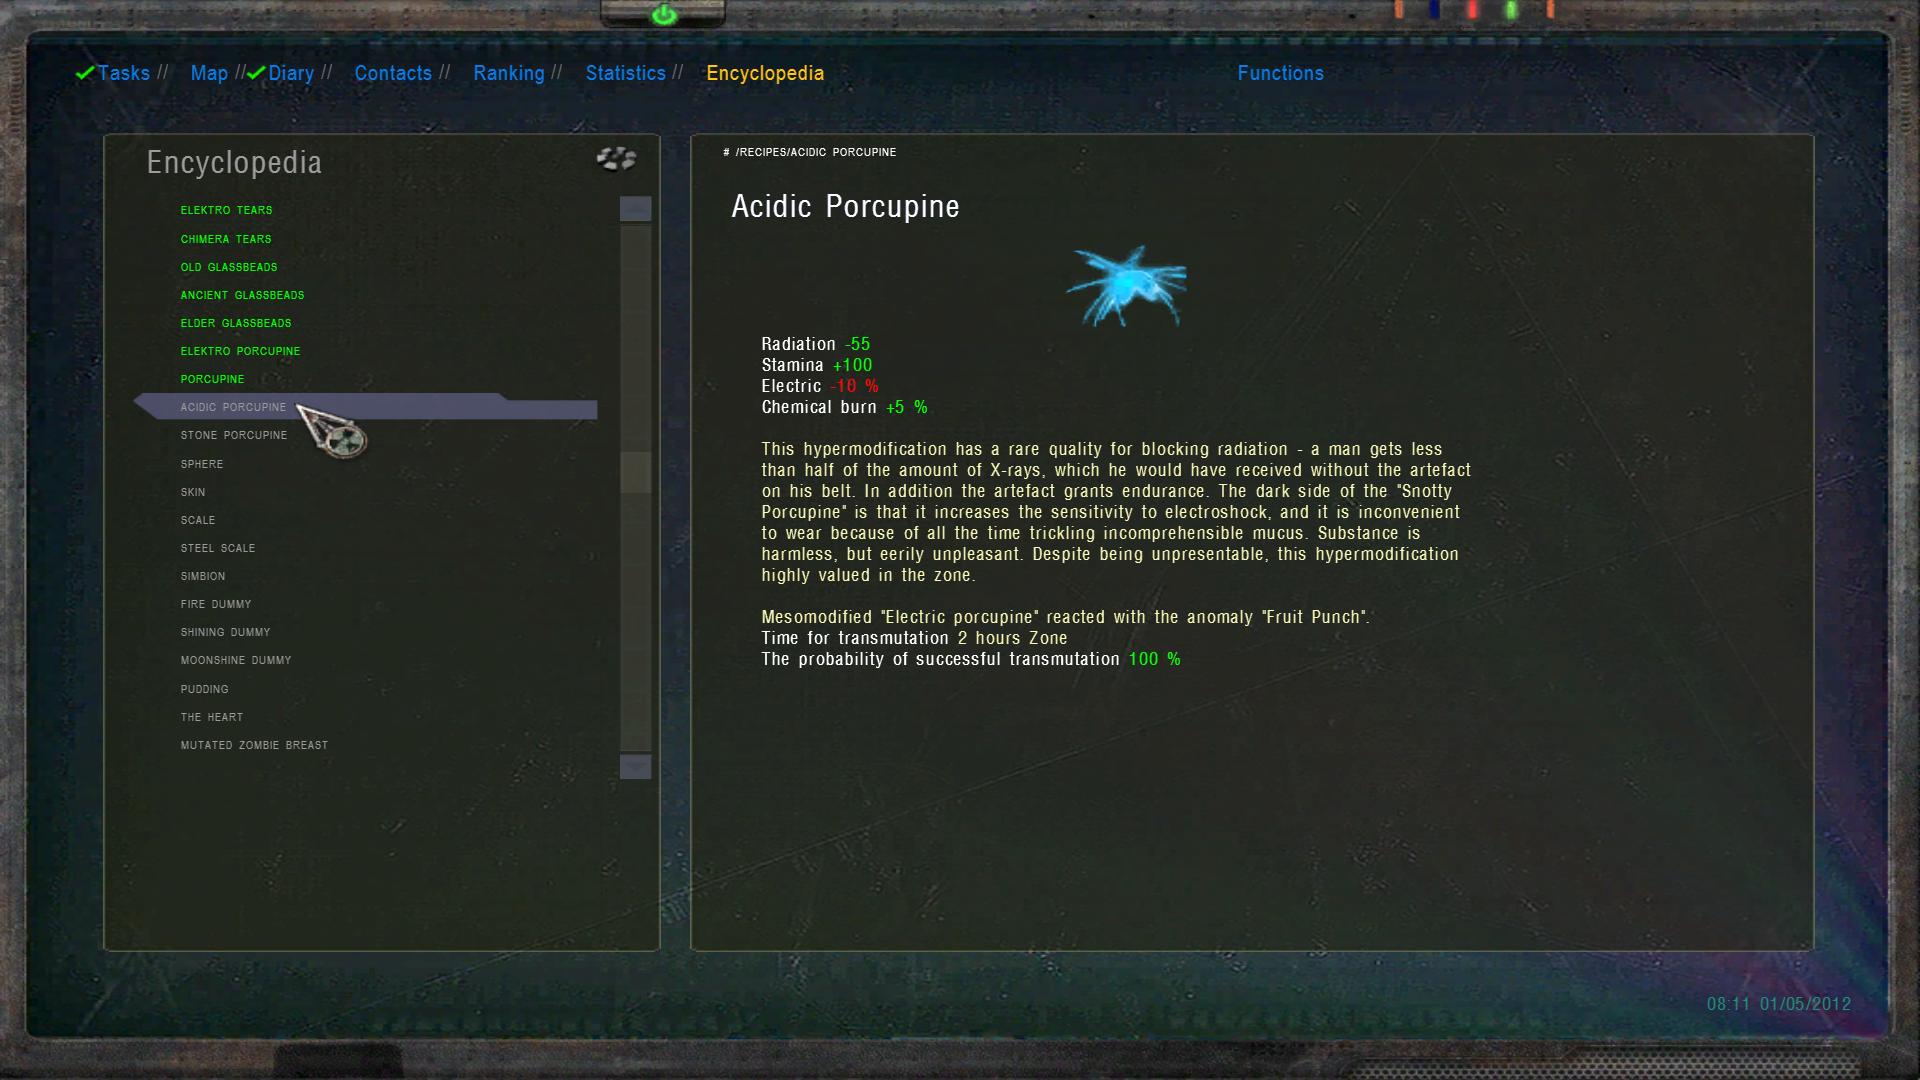 Tasks // Map // Diary // Contacts // Ranking // Statistics // Encyclopedia Functions
Encyclopedia
ELEKTRO TEARS
CHIMERA TEARS
OLD GLASSBEADS
ANCIENT GLASSBEADS
ELDER GLASSBEADS
ELEKTRO PORCUPINE
PORCUPINE
ACIDIC PORCUPINE
STONE PORCUPINE
SPHERE
SKIN
SCALE
STEEL SCALE
SIMBION
FIRE DUMMY
SHINING DUMMY
MOONSHINE DUMMY
PUDDING
THE HEART
MUTATED ZOMBIE BREAST
# /RECIPES/ACIDIC PORCUPINE
Acidic Porcupine
Radiation -55
Stamina +100
Electric -10 %
Chemical burn +5 %
This hypermodification has a rare quality for blocking radiation - a man gets less
than half of the amount of X-rays, which he would have received without the artefact
on his belt. In addition the artefact grants endurance. The dark side of the "Snotty
Porcupine" is that it increases the sensitivity to electroshock, and it is inconvenient
to wear because of all the time trickling incomprehensible mucus. Substance is
harmless, but eerily unpleasant. Despite being unpresentable, this hypermodification
highly valued in the zone.
Mesomodified "Electric porcupine" reacted with the anomaly "Fruit Punch".
Time for transmutation 2 hours Zone
The probability of successful transmutation 100 %
08:11 01/05/2012